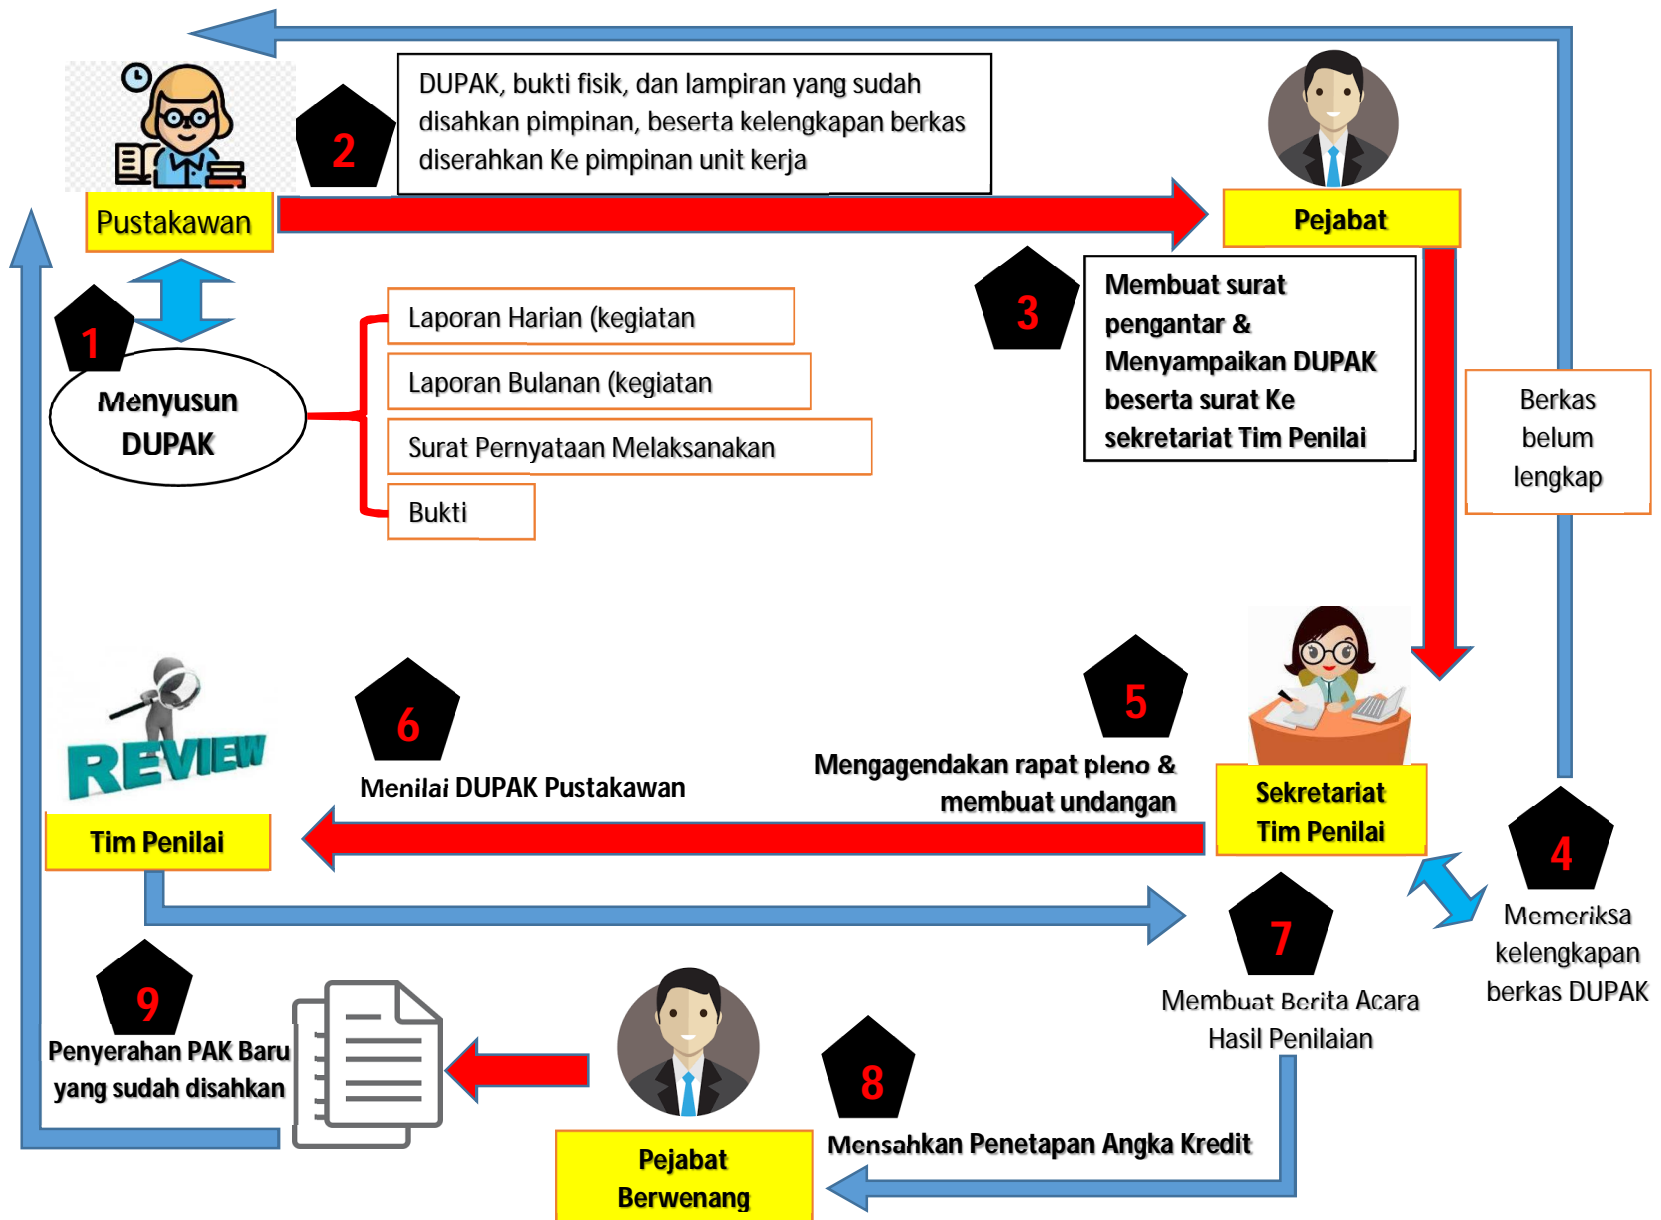 2
DUPAK, bukti fisik, dan lampiran yang sudah
disahkan pimpinan, beserta kelengkapan berkas
diserahkan Ke pimpinan unit kerja
Pustakawan
Pejabat
1
Menyusun
DUPAK
Laporan Harian (kegiatan
Laporan Bulanan (kegiatan
Surat Pernyataan Melaksanakan
Bukti
3
Membuat surat
pengantar &
Menyampaikan DUPAK
beserta surat Ke
sekretariat Tim Penilai
Berkas
belum
lengkap
REVIEW
Tim Penilai
6
Menilai DUPAK Pustakawan
5
Mengagendakan rapat pleno &
membuat undangan
Sekretariat
Tim Penilai
4
Memeriksa
kelengkapan
berkas DUPAK
7
Membuat Berita Acara
Hasil Penilaian
9
Penyerahan PAK Baru
yang sudah disahkan
8
Mensahkan Penetapan Angka Kredit
Pejabat
Berwenang